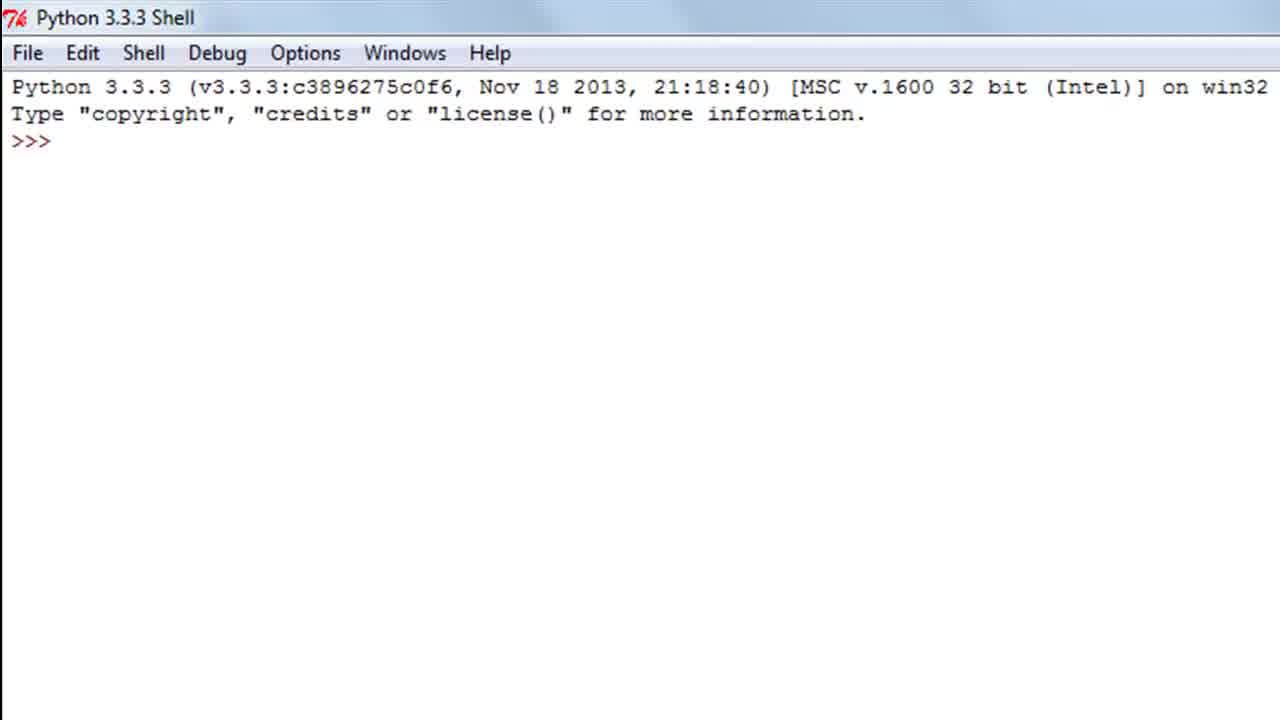 Python 3.3.3 Shell
File Edit Shell Debug Options Windows Help
Python 3.3.3 (v3.3.3:c3896275c0f6, Nov 18 2013, 21:18:40) [MSC v.1600 32 bit (Intel)] on win32
Type "copyright", "credits" or "license()" for more information.
>>>